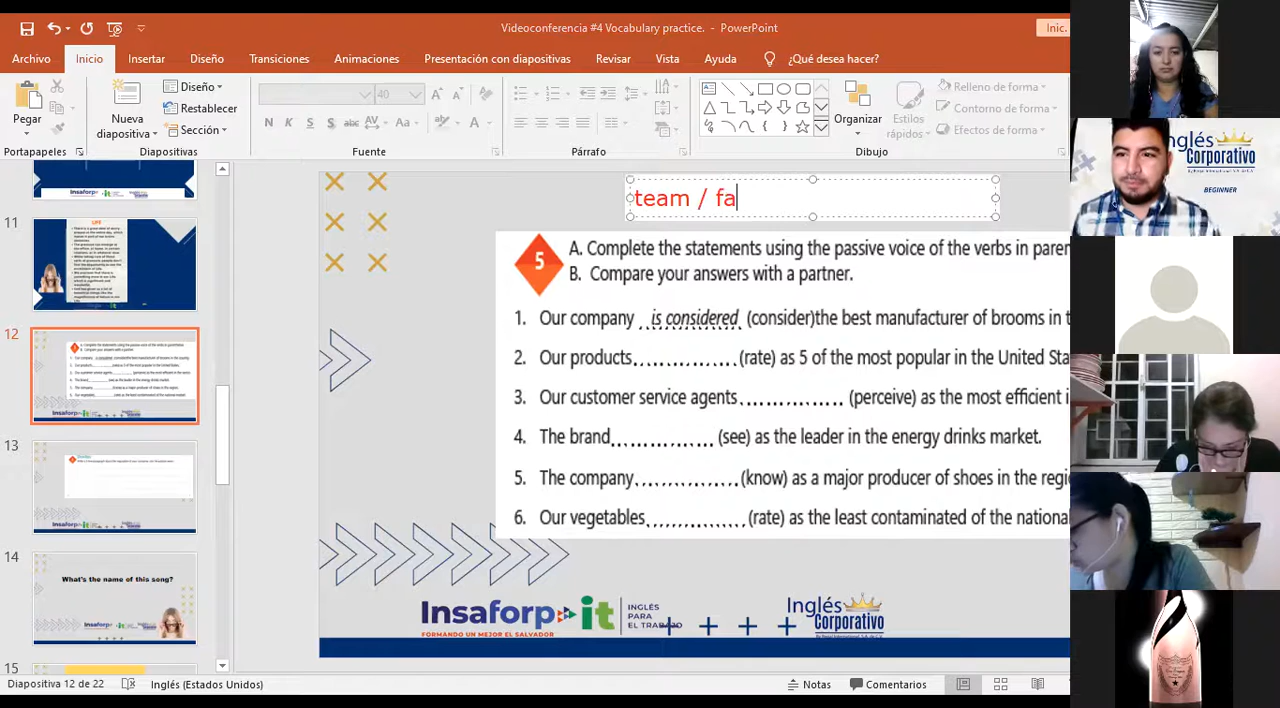 Videoconferencia #4 Vocabulary practice. - PowerPoint
Inic.
Archivo Inicio Insertar Diseño Transiciones Animaciones Presentación con diapositivas Revisar Vista Ayuda ¿Qué desea hacer?
Pegar
Nueva diapositiva
Diseño
Restablecer
Sección
40
Organizar
Estilos rápidos
Relleno de forma
Contorno de forma
Efectos de forma
Portapapeles Diapositivas Fuente Párrafo Dibujo
11
LIFE
12
13
14
What's the name of this song?
15
team / fa
5
A. Complete the statements using the passive voice of the verbs in paren
B. Compare your answers with a partner.
1. Our company ..is considered. (consider)the best manufacturer of brooms in t
2. Our products............... (rate) as 5 of the most popular in the United Sta
3. Our customer service agents............... (perceive) as the most efficient i
4. The brand............... (see) as the leader in the energy drinks market.
5. The company............... (know) as a major producer of shoes in the regi
6. Our vegetables............... (rate) as the least contaminated of the national
Insaforp it
INGLÉS
PARA
EL TRABAJO
FORMANDO UN MEJOR EL SALVADOR
Inglés
Corporativo
Inglés
Corporativo
BEGINNER
Diapositiva 12 de 22 Inglés (Estados Unidos) Notas Comentarios